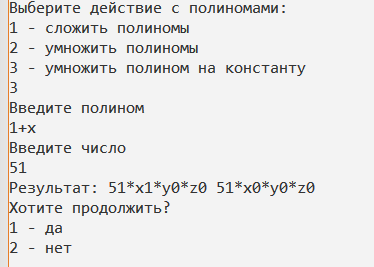 Выберите действие с полиномами:
1 - сложить полиномы
2 - умножить полиномы
3 - умножить полином на константу
3
Введите полином
1+x
Введите число
51
Результат: 51*x1*y0*z0 51*x0*y0*z0
Хотите продолжить?
1 - да
2 - нет